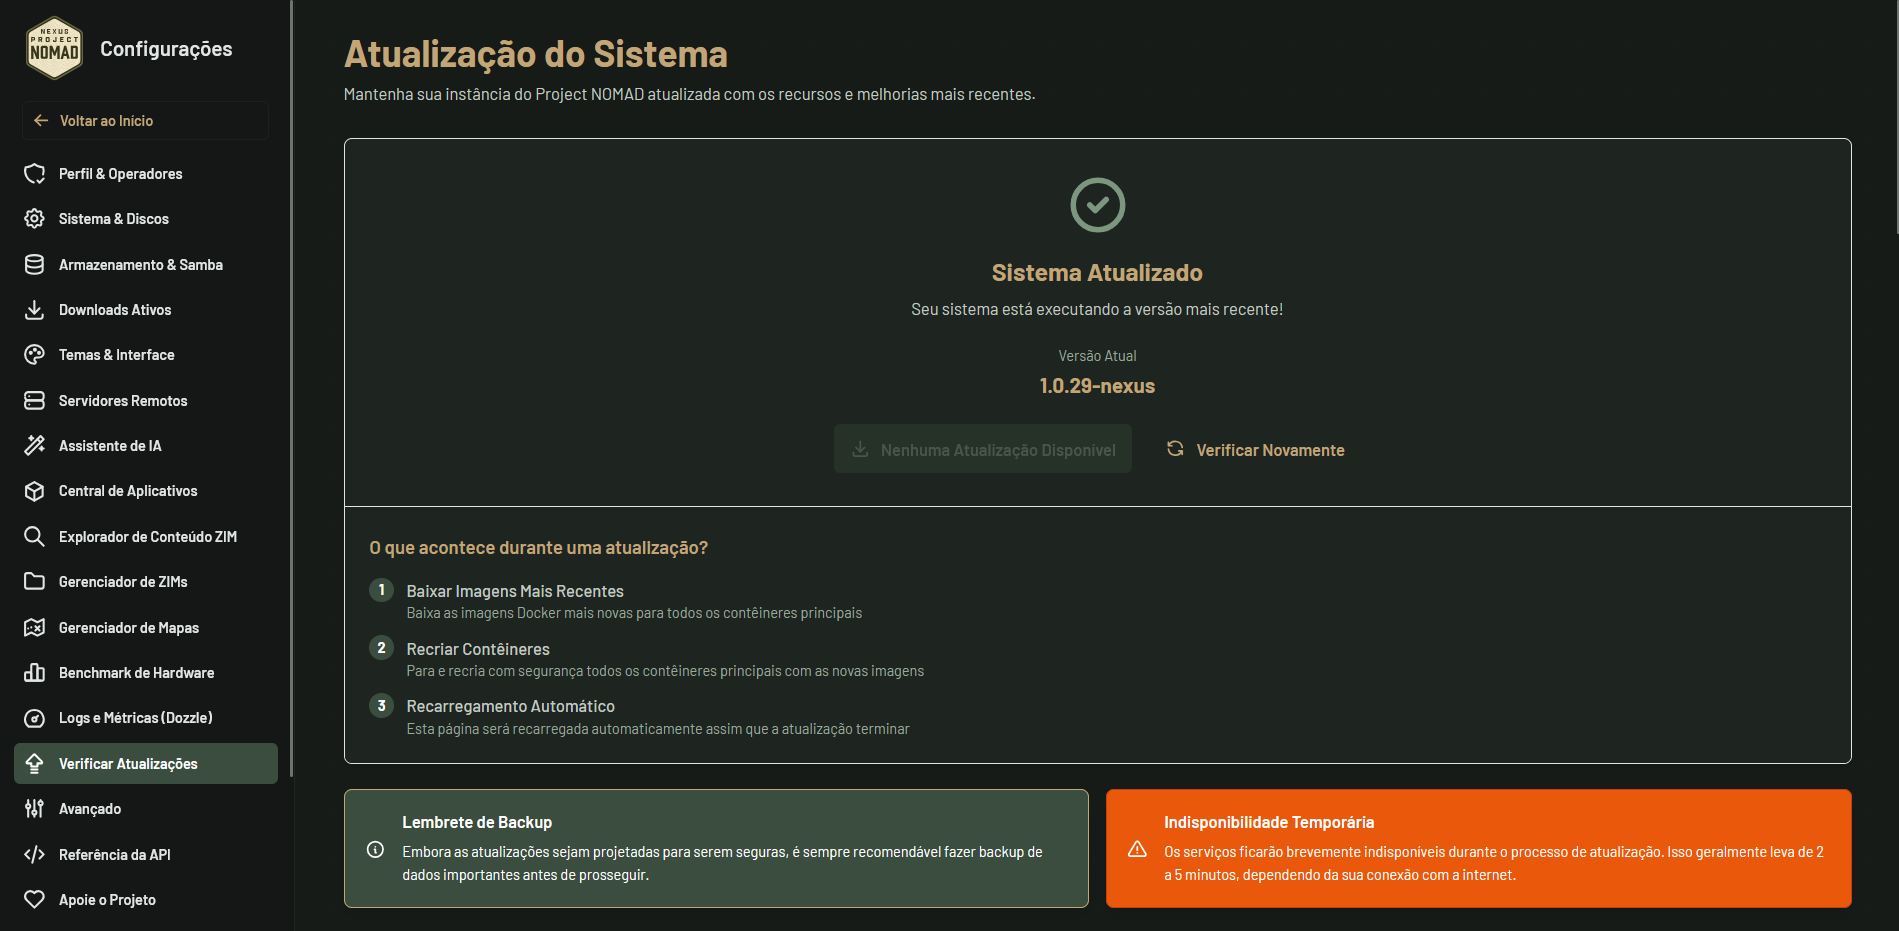 NEXUS
PROJECT
NOMAD
Configurações
Voltar ao Início
Perfil & Operadores
Sistema & Discos
Armazenamento & Samba
Downloads Ativos
Temas & Interface
Servidores Remotos
Assistente de IA
Central de Aplicativos
Explorador de Conteúdo ZIM
Gerenciador de ZIMs
Gerenciador de Mapas
Benchmark de Hardware
Logs e Métricas (Dozzle)
Verificar Atualizações
Avançado
Referência da API
Apoie o Projeto
Atualização do Sistema
Mantenha sua instância do Project NOMAD atualizada com os recursos e melhorias mais recentes.
Sistema Atualizado
Seu sistema está executando a versão mais recente!
Versão Atual
1.0.29-nexus
Nenhuma Atualização Disponível
Verificar Novamente
O que acontece durante uma atualização?
1 Baixar Imagens Mais Recentes
Baixa as imagens Docker mais novas para todos os contêineres principais
2 Recriar Contêineres
Para e recria com segurança todos os contêineres principais com as novas imagens
3 Recarregamento Automático
Esta página será recarregada automaticamente assim que a atualização terminar
Lembrete de Backup
Embora as atualizações sejam projetadas para serem seguras, é sempre recomendável fazer backup de
dados importantes antes de prosseguir.
Indisponibilidade Temporária
Os serviços ficarão brevemente indisponíveis durante o processo de atualização. Isso geralmente leva de 2
a 5 minutos, dependendo da sua conexão com a internet.